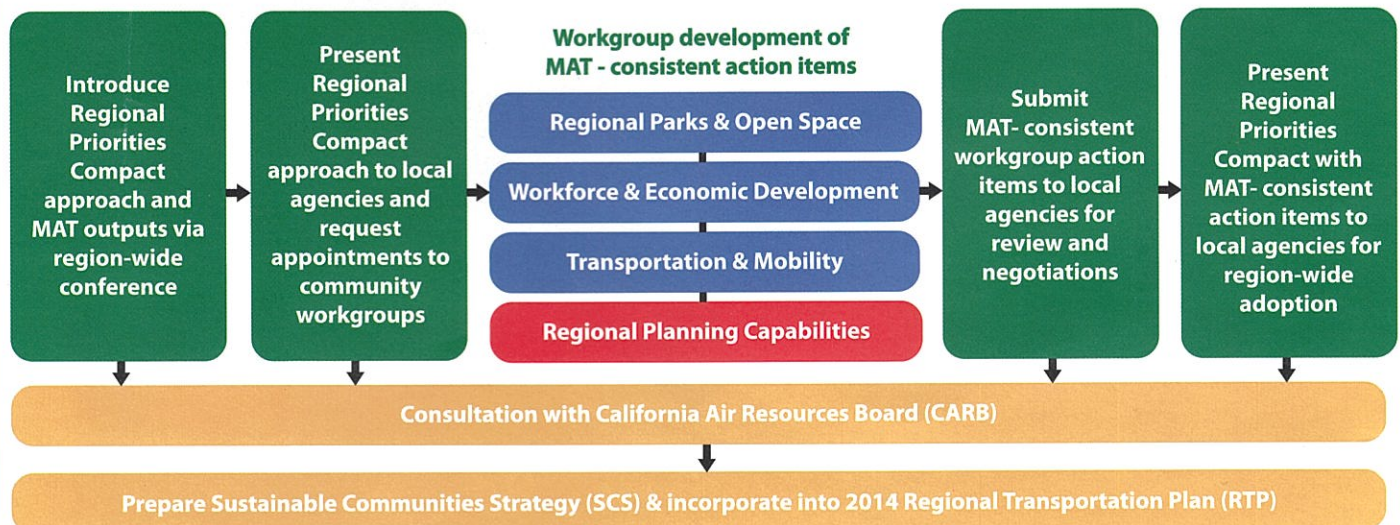 Introduce
Regional
Priorities
Compact
approach and
MAT outputs via
region-wide
conference
Present
Regional
Priorities
Compact
approach to local
agencies and
request
appointments to
community
workgroups
Workgroup development of
MAT - consistent action items
Regional Parks & Open Space
Workforce & Economic Development
Transportation & Mobility
Regional Planning Capabilities
Submit
MAT- consistent
workgroup action
items to local
agencies for
review and
negotiations
Present
Regional
Priorities
Compact with
MAT- consistent
action items to
local agencies for
region-wide
adoption
Consultation with California Air Resources Board (CARB)
Prepare Sustainable Communities Strategy (SCS) & incorporate into 2014 Regional Transportation Plan (RTP)